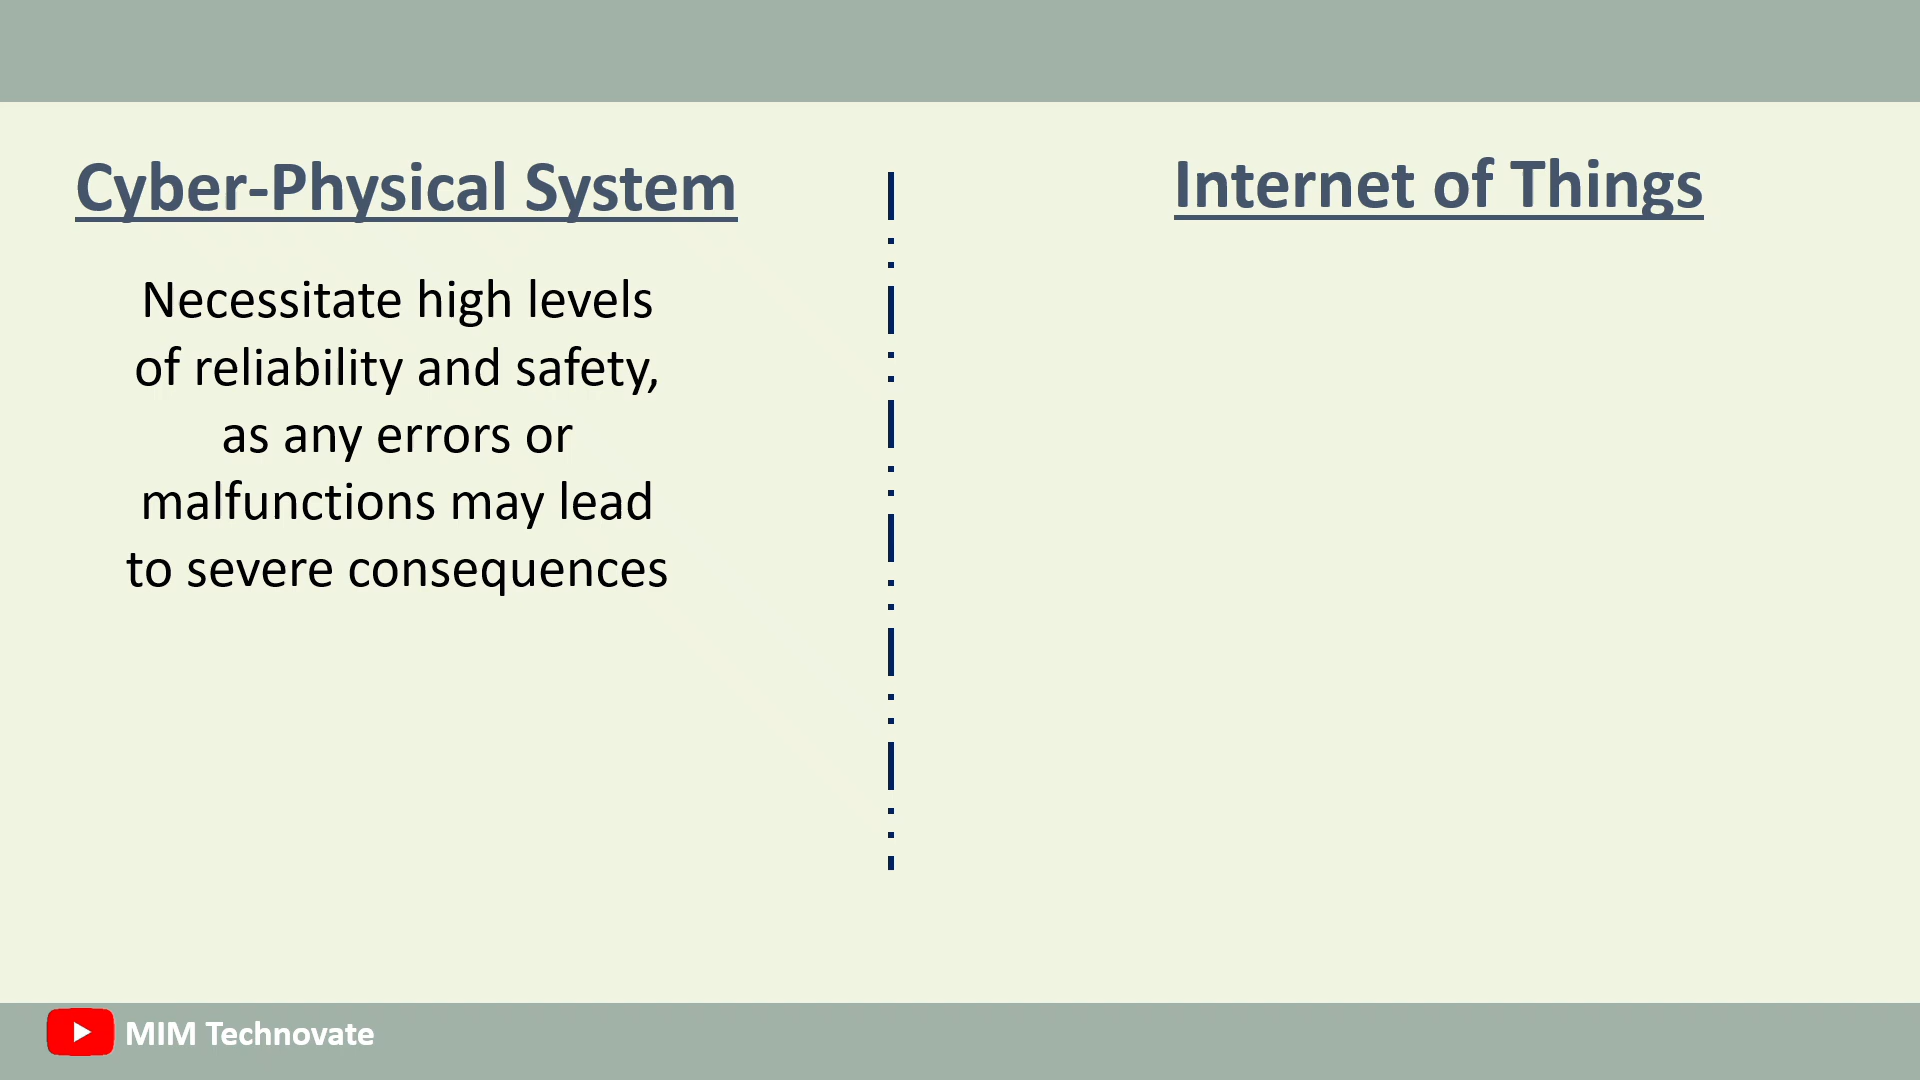 Cyber-Physical System
Necessitate high levels
of reliability and safety,
as any errors or
malfunctions may lead
to severe consequences
Internet of Things
MIM Technovate